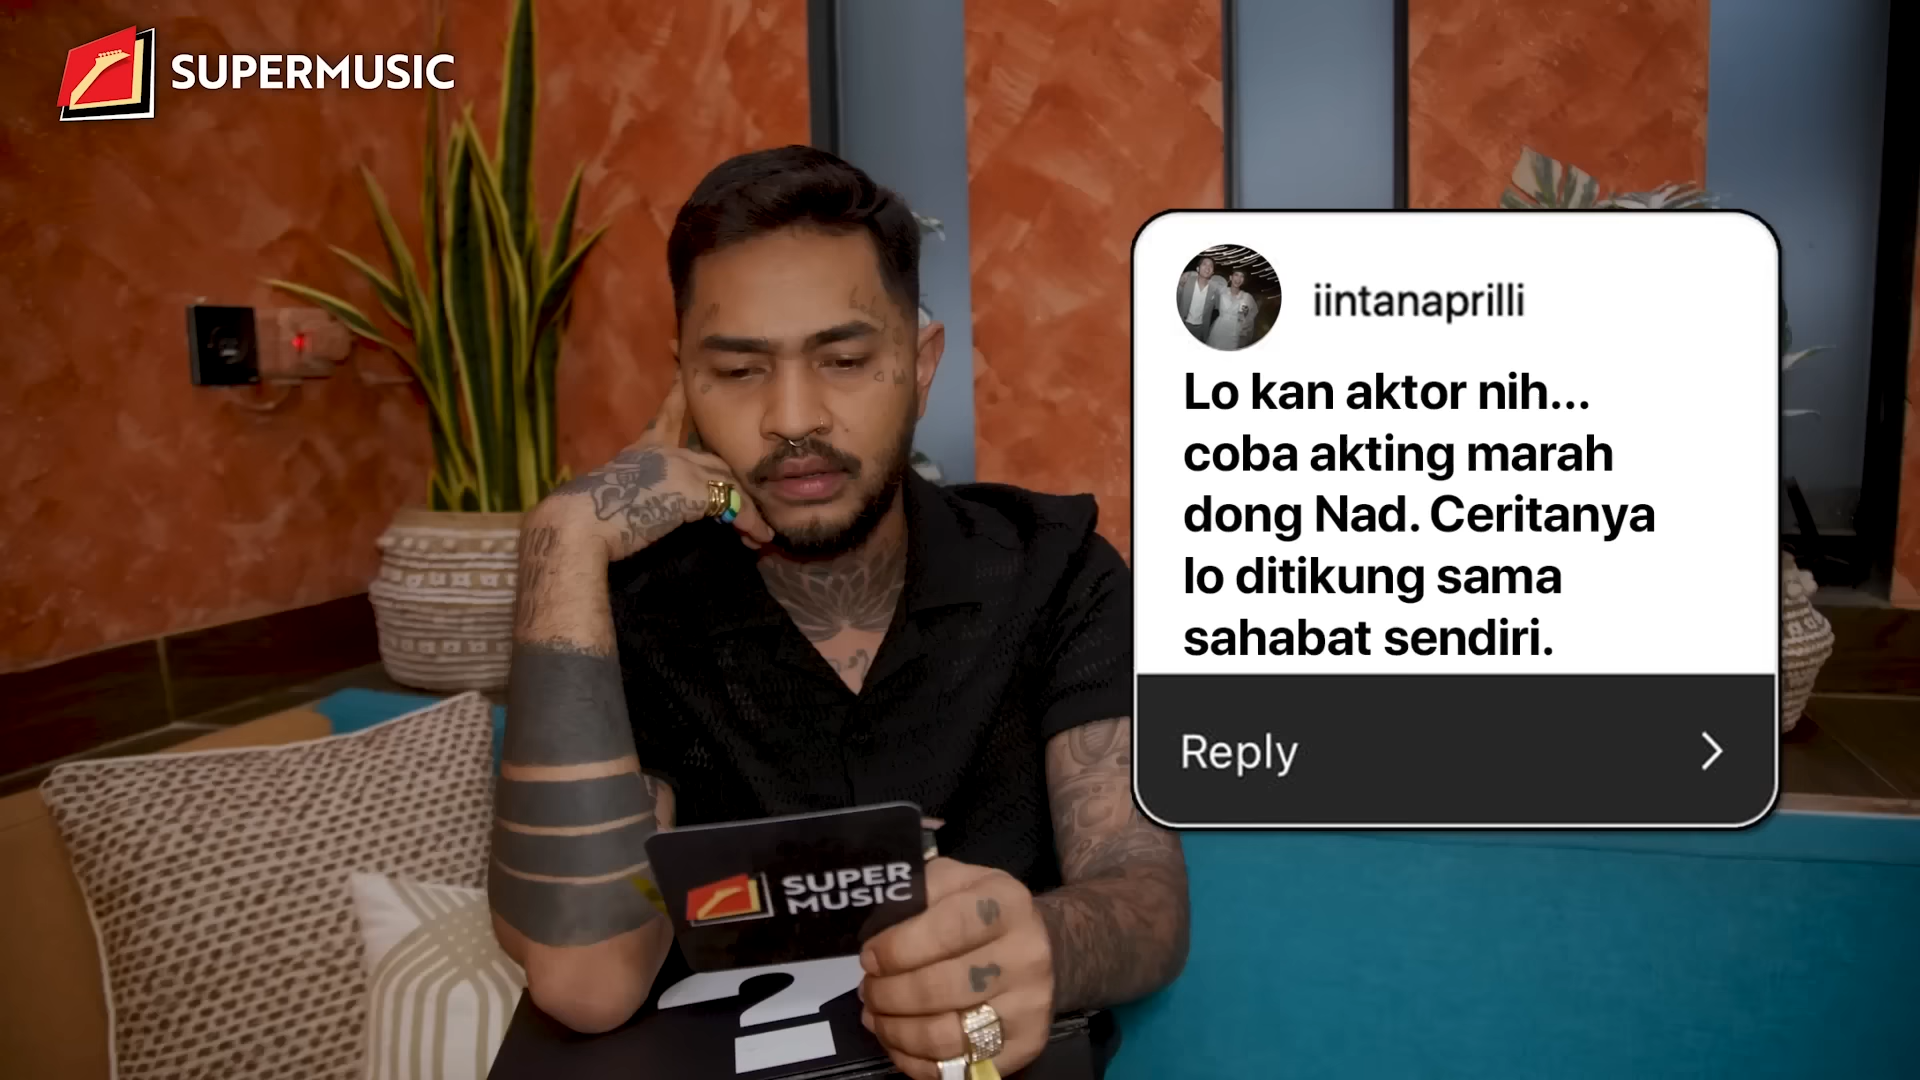 SUPERMUSIC
iintanaprilli
Lo kan aktor nih...
coba akting marah
dong Nad. Ceritanya
lo ditikung sama
sahabat sendiri.
Reply
SUPER
MUSIC
?